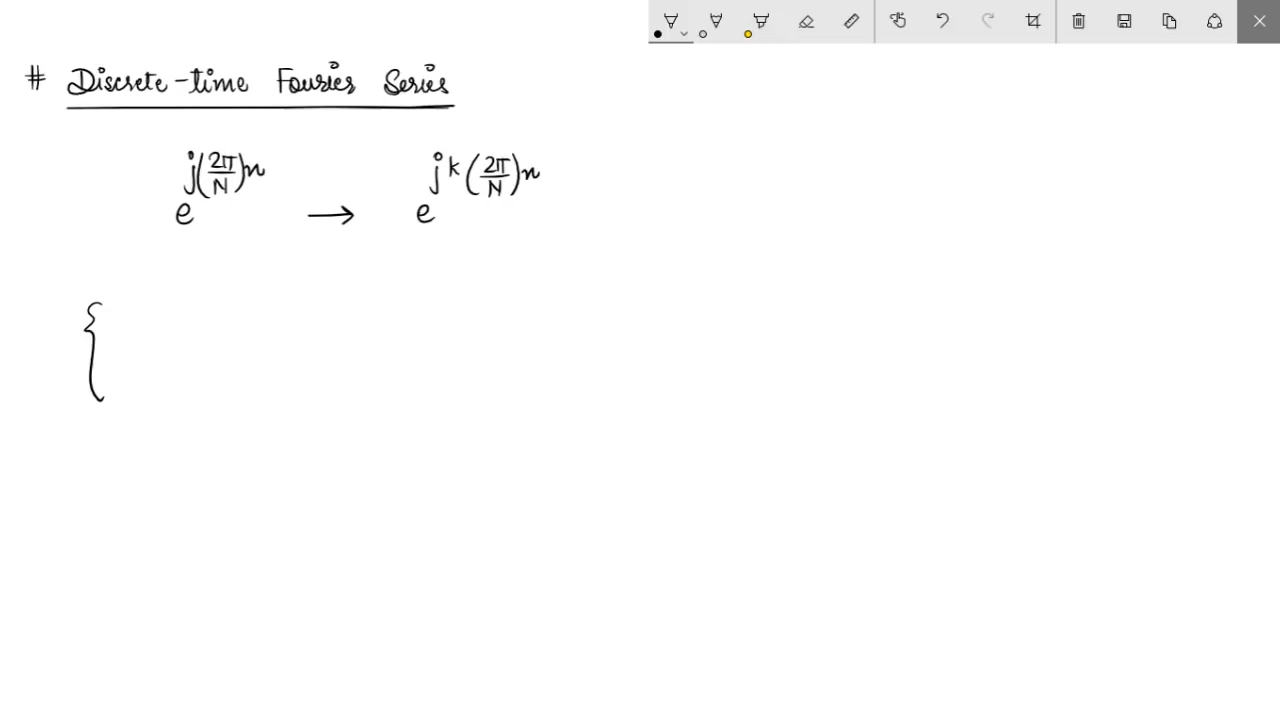 # Discrete-time Fourier Series
e^{j(2π/N)n} → e^{jk(2π/N)n}
{